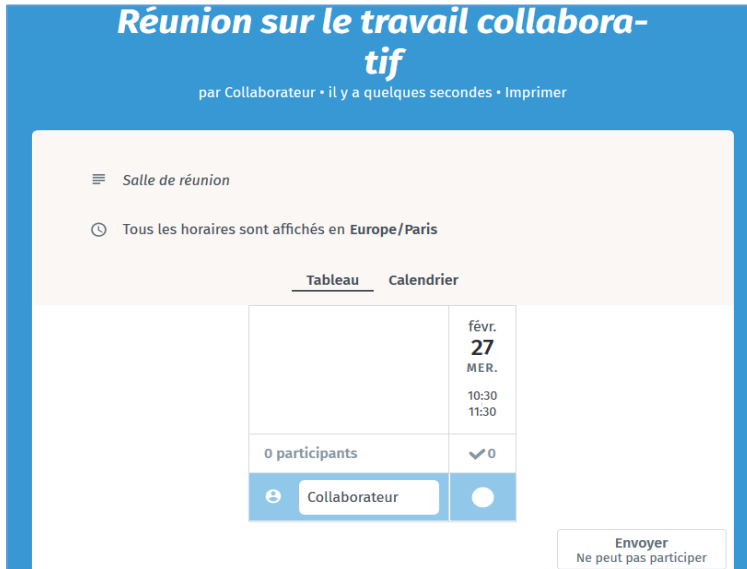 Réunion sur le travail collabora-
tif
par Collaborateur • il y a quelques secondes • Imprimer
Salle de réunion
Tous les horaires sont affichés en Europe/Paris
Tableau Calendrier
févr.
27
MER.
10:30
11:30
0 participants 0
Collaborateur
Envoyer
Ne peut pas participer